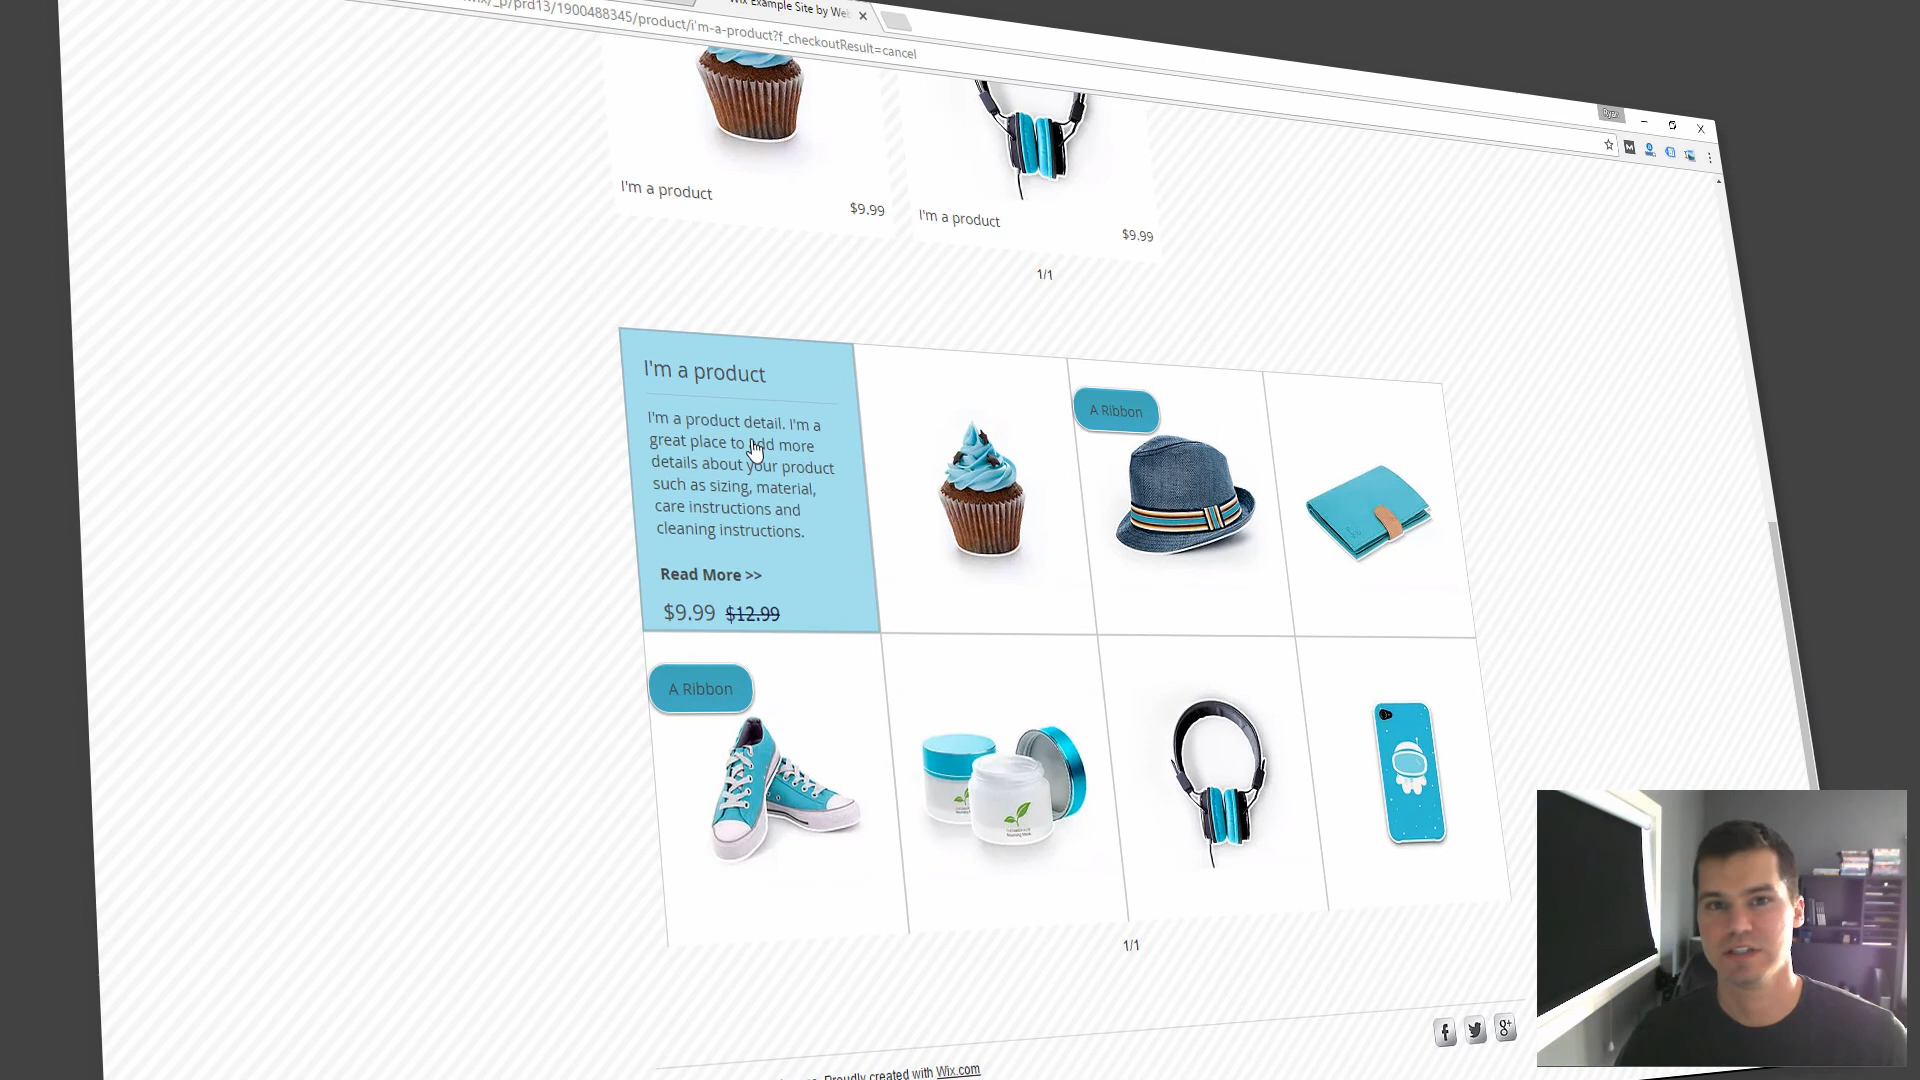 Wix Example Site by We
/_p/prd13/1900488345/product/i'm-a-product?f_checkoutResult=cancel
Ryan
I'm a product
$9.99
I'm a product
$9.99
1/1
I'm a product
I'm a product detail. I'm a
great place to add more
details about your product
such as sizing, material,
care instructions and
cleaning instructions.
Read More >>
$9.99 $12.99
A Ribbon
A Ribbon
1/1
Proudly created with Wix.com